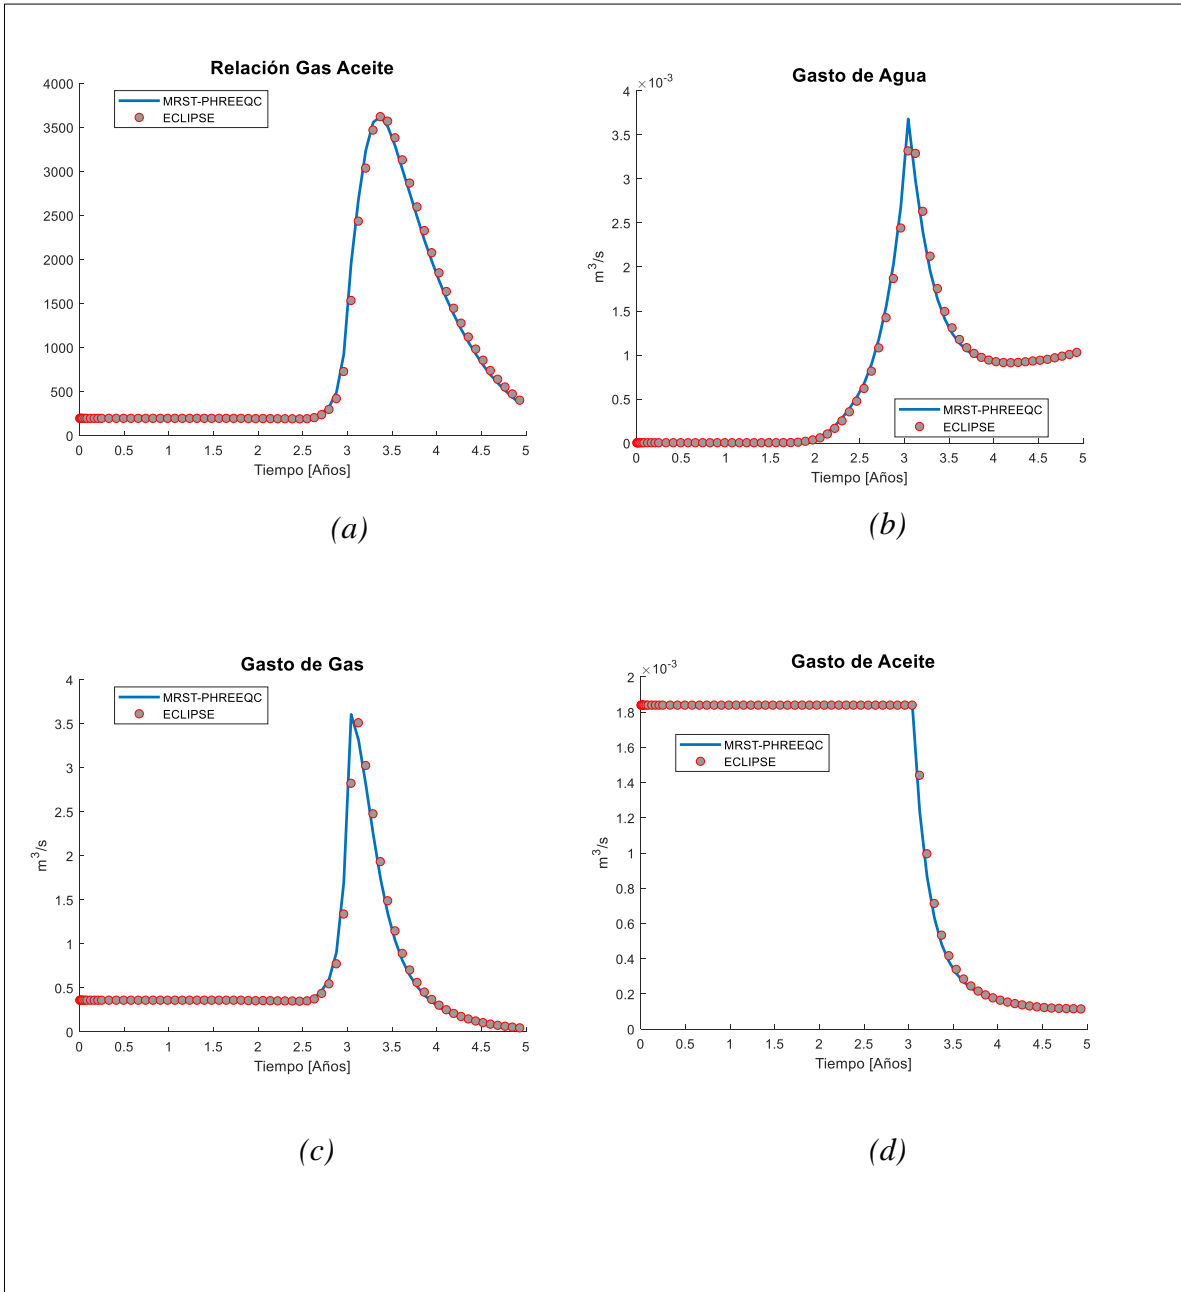 Relación Gas Aceite
4000
3500
3000
2500
2000
1500
1000
500
0
MRST-PHREEQC
ECLIPSE
0 0.5 1 1.5 2 2.5 3 3.5 4 4.5 5
Tiempo [Años]
(a)
Gasto de Agua
×10⁻³
4
3.5
3
2.5
2
1.5
1
0.5
0
m³/s
MRST-PHREEQC
ECLIPSE
0 0.5 1 1.5 2 2.5 3 3.5 4 4.5 5
Tiempo [Años]
(b)
Gasto de Gas
4
3.5
3
2.5
2
1.5
1
0.5
0
m³/s
MRST-PHREEQC
ECLIPSE
0 0.5 1 1.5 2 2.5 3 3.5 4 4.5 5
Tiempo [Años]
(c)
Gasto de Aceite
×10⁻³
2
1.8
1.6
1.4
1.2
1
0.8
0.6
0.4
0.2
0
m³/s
MRST-PHREEQC
ECLIPSE
0 0.5 1 1.5 2 2.5 3 3.5 4 4.5 5
Tiempo [Años]
(d)